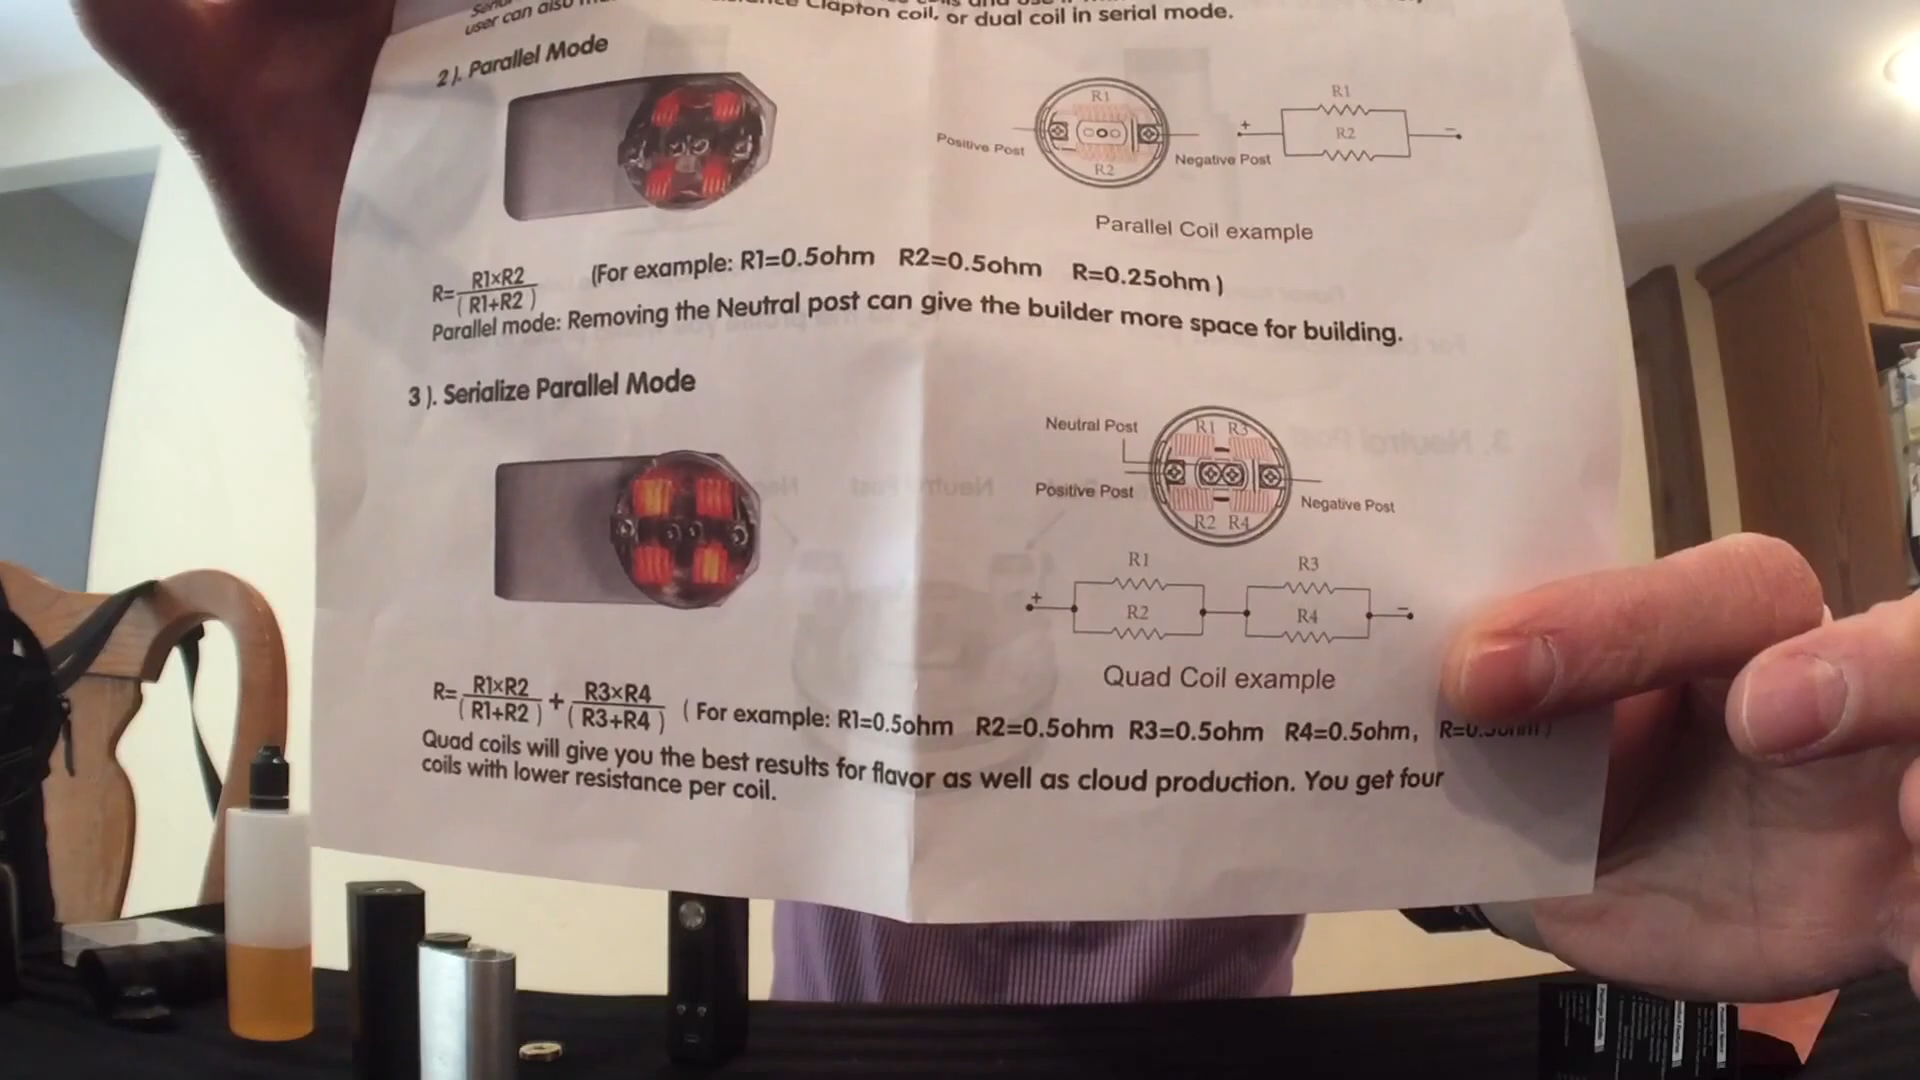 user can also
Clapton coil, or dual coil in serial mode.
2 ). Parallel Mode
R1
R2
Positive Post
Negative Post
+
R1
R2
−
Parallel Coil example
R= R1×R2 / ( R1+R2 ) (For example: R1=0.5ohm R2=0.5ohm R=0.25ohm )
Parallel mode: Removing the Neutral post can give the builder more space for building.
3 ). Serialize Parallel Mode
Neutral Post
R1 R3
Positive Post
Negative Post
R2 R4
R1
R3
+
R2
R4
−
Quad Coil example
R= R1×R2 / ( R1+R2 ) + R3×R4 / ( R3+R4 ) ( For example: R1=0.5ohm R2=0.5ohm R3=0.5ohm R4=0.5ohm,
Quad coils will give you the best results for flavor as well as cloud production. You get four
coils with lower resistance per coil.